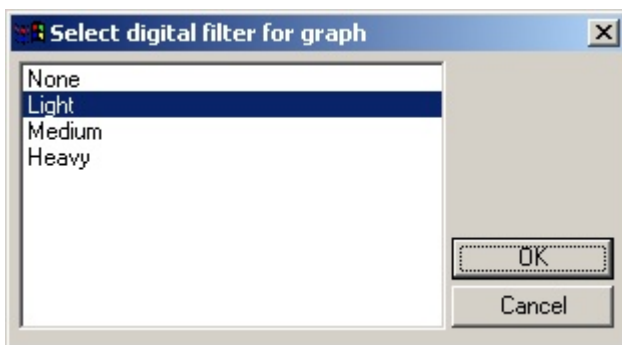 Select digital filter for graph
None
Light
Medium
Heavy
OK
Cancel